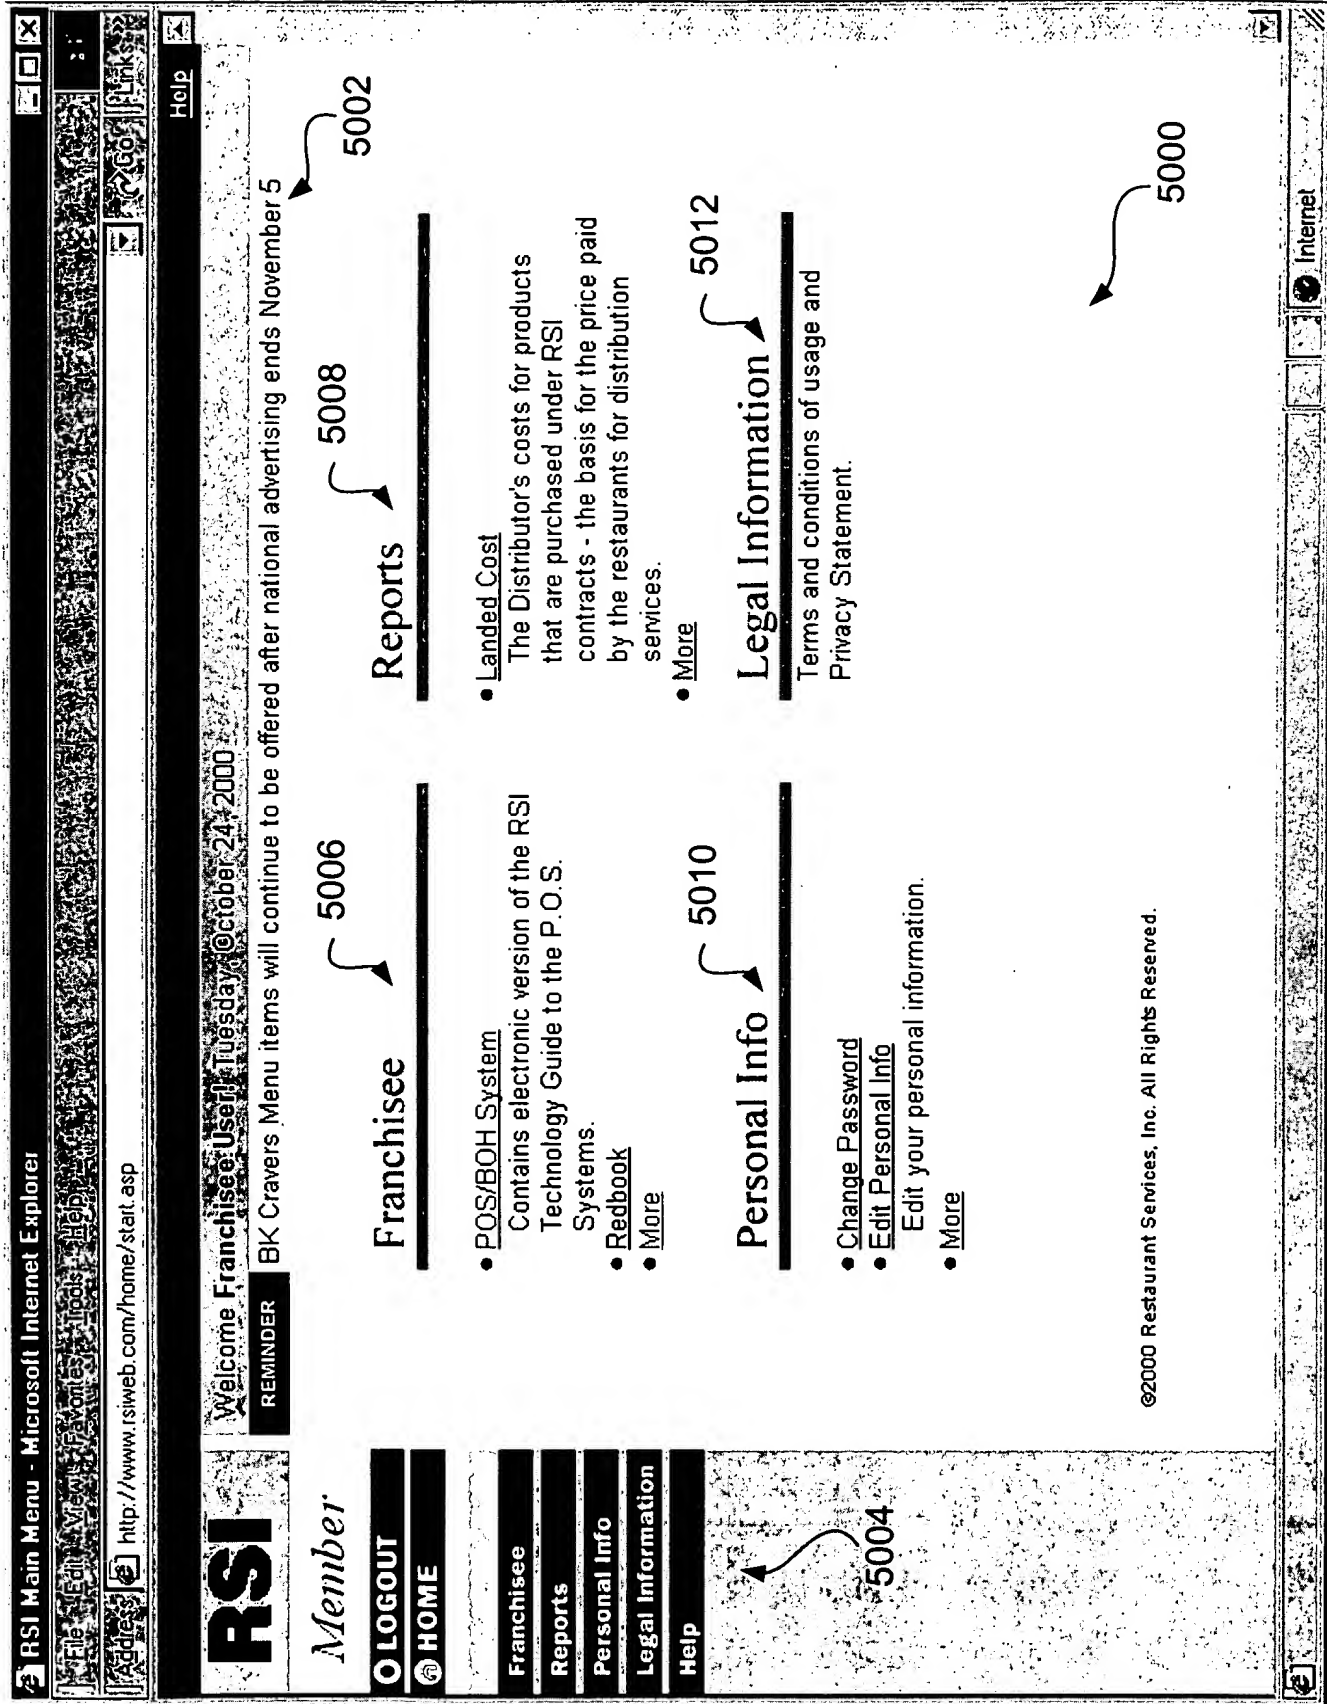 RSI Main Menu - Microsoft Internet Explorer
File Edit View Favorites Tools Help
Address http://www.rsiweb.com/home/start.asp Go Links
Help
RSI
Welcome Franchisee User! Tuesday, October 24, 2000
REMINDER BK Cravers Menu items will continue to be offered after national advertising ends November 5
5002
Member
LOGOUT
HOME
Franchisee
Reports
Personal Info
Legal Information
Help
5004
5006
Franchisee
• POS/BOH System
Contains electronic version of the RSI
Technology Guide to the P.O.S.
Systems.
• Redbook
• More
5008
Reports
• Landed Cost
The Distributor's costs for products
that are purchased under RSI
contracts - the basis for the price paid
by the restaurants for distribution
services.
• More
5010
Personal Info
• Change Password
• Edit Personal Info
Edit your personal information.
• More
5012
Legal Information
Terms and conditions of usage and
Privacy Statement.
5000
©2000 Restaurant Services, Inc. All Rights Reserved.
Internet